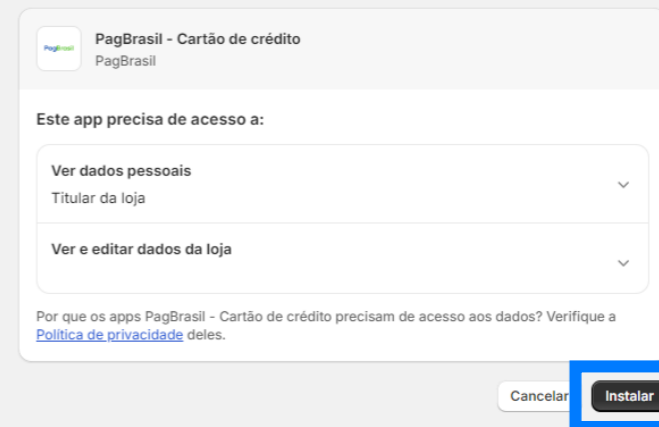 PagBrasil
PagBrasil - Cartão de crédito
PagBrasil
Este app precisa de acesso a:
Ver dados pessoais
Titular da loja
Ver e editar dados da loja
Por que os apps PagBrasil - Cartão de crédito precisam de acesso aos dados? Verifique a
Política de privacidade deles.
Cancelar
Instalar